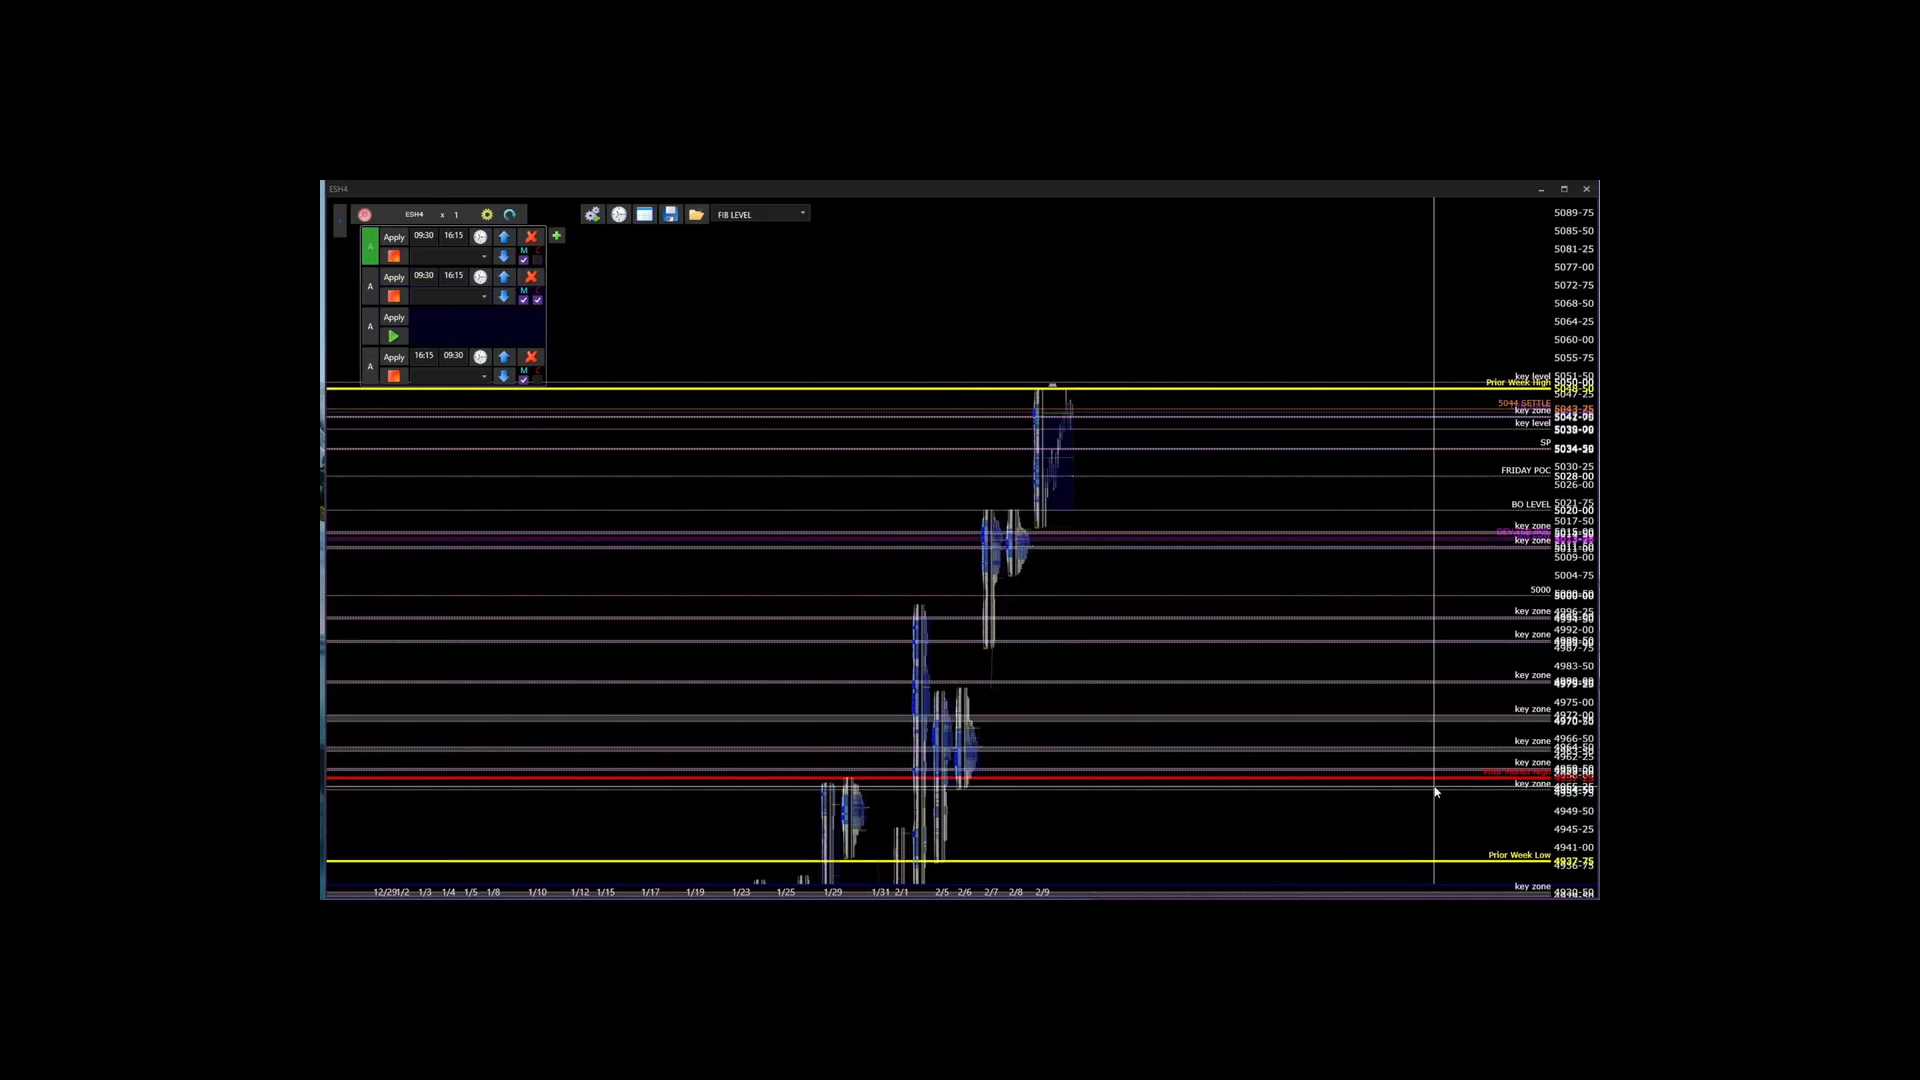 ESH4
ESH4 x 1
FIB LEVEL
A Apply 09:30 16:15
M C
A Apply 09:30 16:15
M C
A Apply
A Apply 16:15 09:30
M C
5089-75
5085-50
5081-25
5077-00
5072-75
5068-50
5064-25
5060-00
5055-75
key level 5051-50
Prior Week High
5047-25
5044 SETTLE
key zone
key level
SP 5034-50
5030-25
FRIDAY POC 5028-00
5026-00
5021-75
BO LEVEL 5020-00
5017-50
key zone
key zone
5009-00
5004-75
5000 5000-00
key zone 4996-25
4992-00
key zone
4987-75
4983-50
key zone
4975-00
key zone
4966-50
key zone
4962-25
key zone
Prior Month High
key zone
4949-50
4945-25
4941-00
Prior Week Low 4937-75
key zone
12/29 1/2 1/3 1/4 1/5 1/8 1/10 1/12 1/15 1/17 1/19 1/23 1/25 1/29 1/31 2/1 2/5 2/6 2/7 2/8 2/9